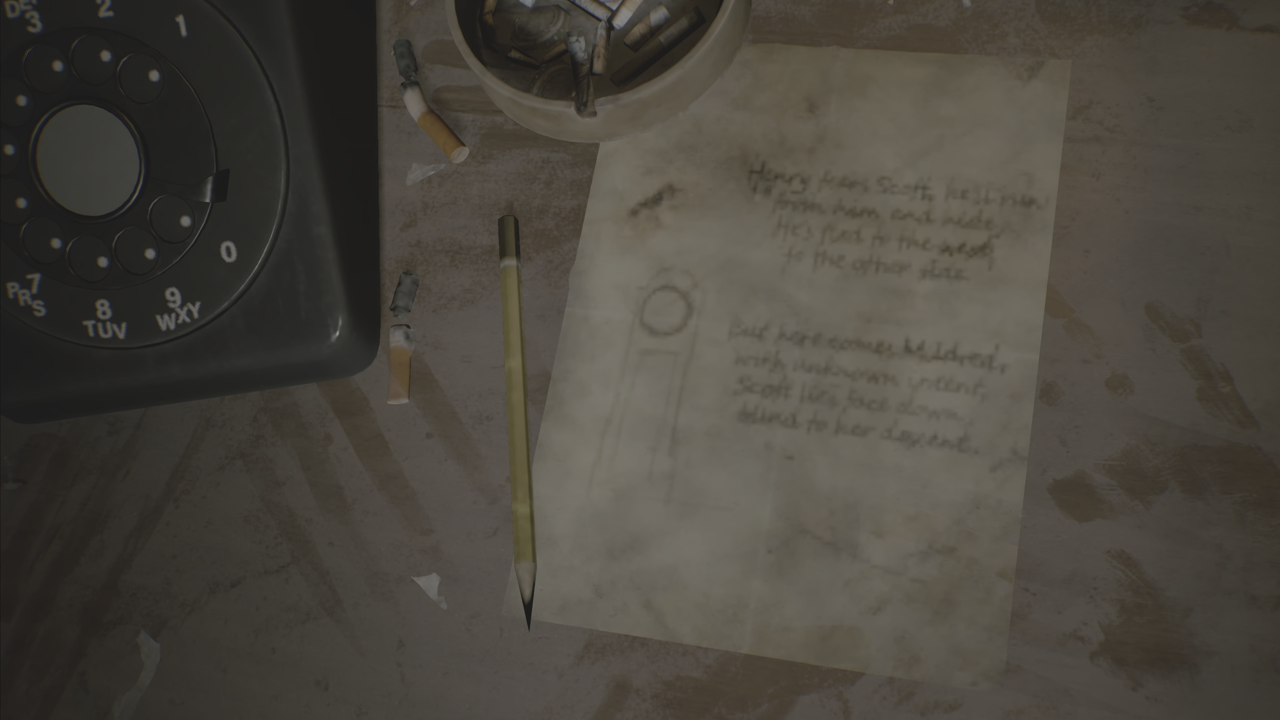 DEF
3
2
1
0
9
WXY
8
TUV
7
PRS
Henry fears Scott, he'll run
from him and hide,
He's fled to the west
to the other side.
But here comes Mildred,
with unknown intent,
Scott lies face down,
blind to her descent.